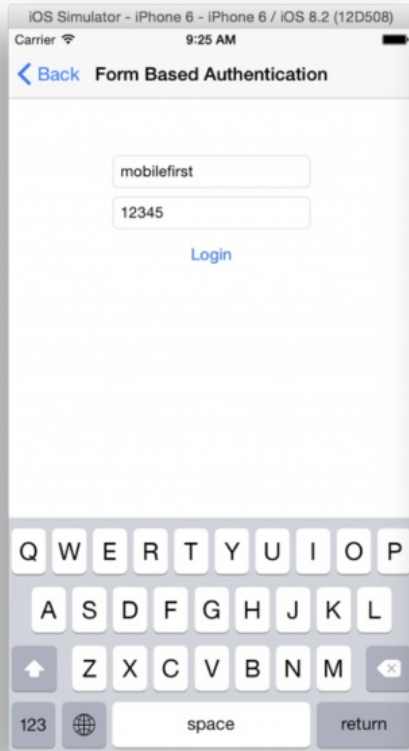 iOS Simulator - iPhone 6 - iPhone 6 / iOS 8.2 (12D508)
Carrier 9:25 AM
Back Form Based Authentication
mobilefirst
12345
Login
Q W E R T Y U I O P
A S D F G H J K L
Z X C V B N M
123 space return